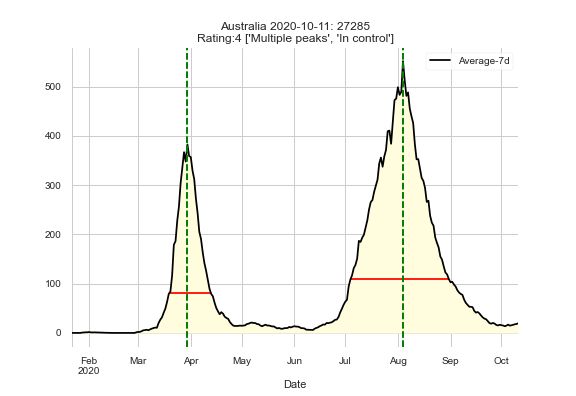 Australia 2020-10-11: 27285
Rating:4 ['Multiple peaks', 'In control']
Average-7d
500
400
300
200
100
0
Feb Mar Apr May Jun Jul Aug Sep Oct
2020
Date